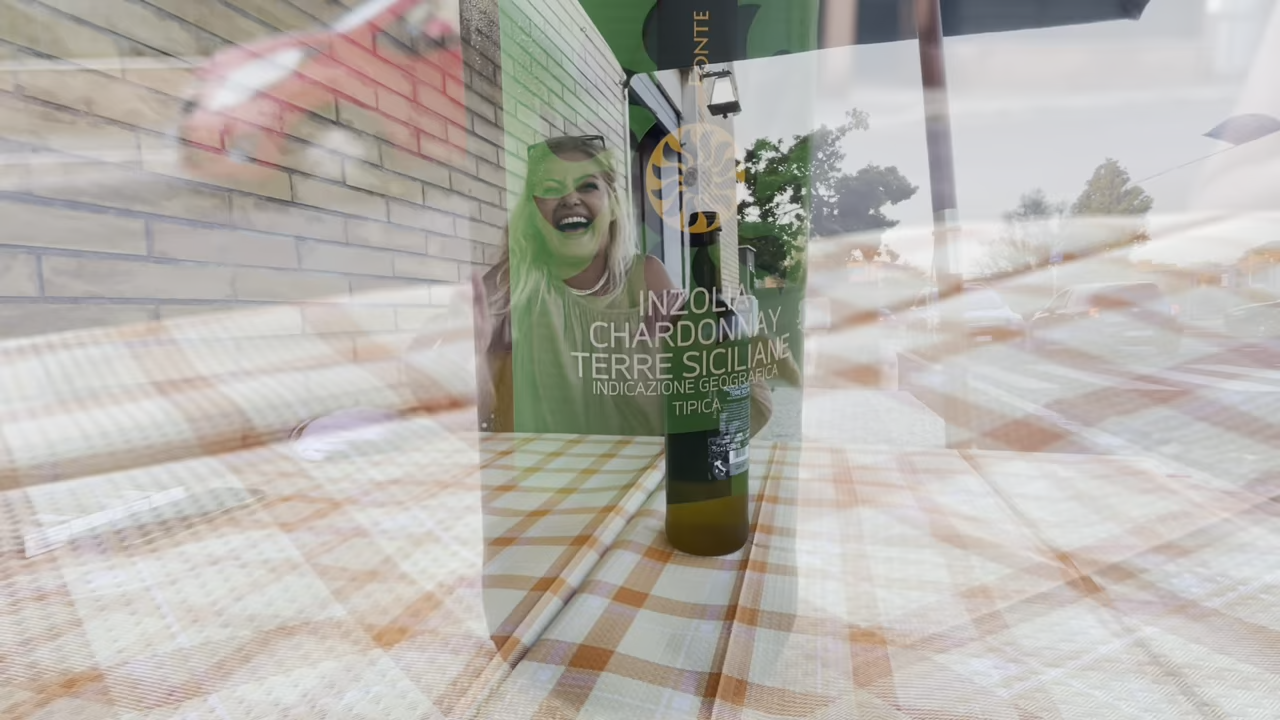 ONTE
INZOLIA
CHARDONNAY
TERRE SICILIANE
INDICAZIONE GEOGRAFICA
TIPICA